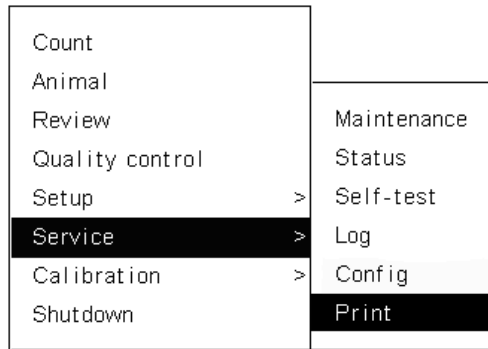 Count
Animal
Review
Quality control
Setup >
Service >
Calibration >
Shutdown
Maintenance
Status
Self-test
Log
Config
Print